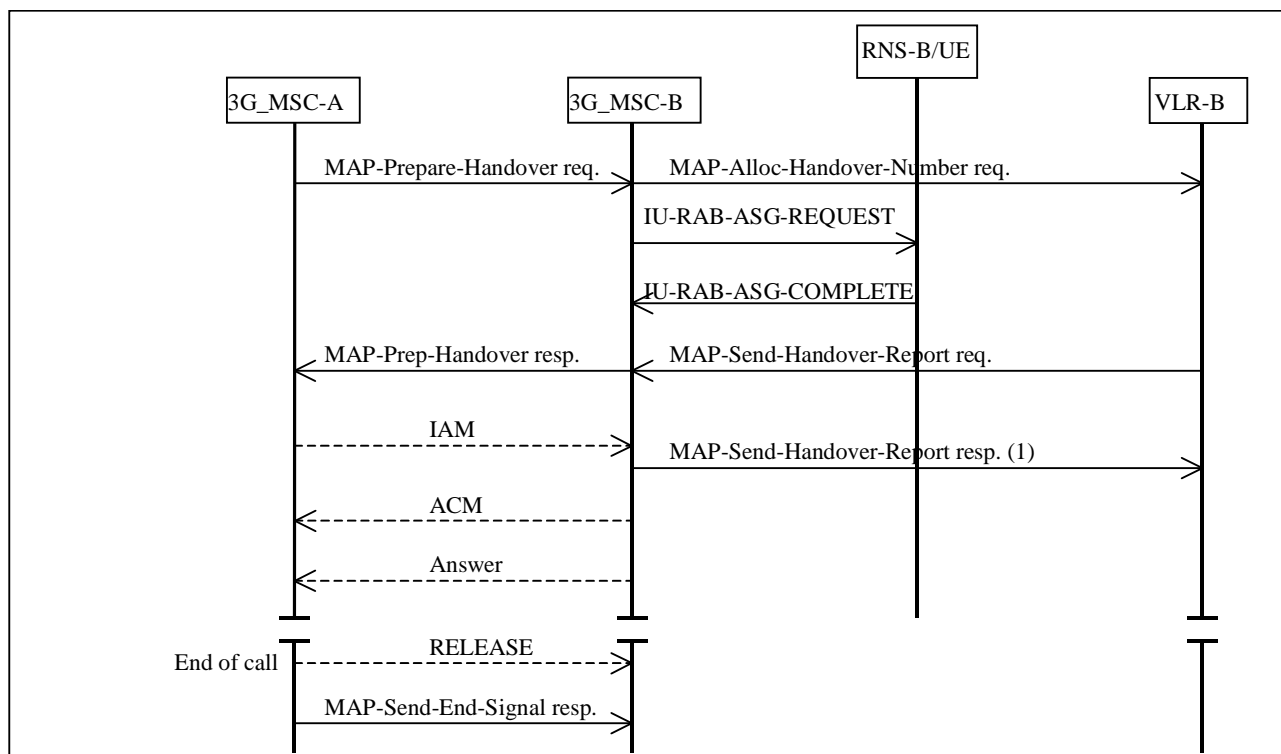 RNS-B/UE
3G_MSC-A
3G_MSC-B
VLR-B
MAP-Prepare-Handover req.
MAP-Alloc-Handover-Number req.
IU-RAB-ASG-REQUEST
IU-RAB-ASG-COMPLETE
MAP-Prep-Handover resp.
MAP-Send-Handover-Report req.
IAM
MAP-Send-Handover-Report resp. (1)
ACM
Answer
RELEASE
End of call
MAP-Send-End-Signal resp.